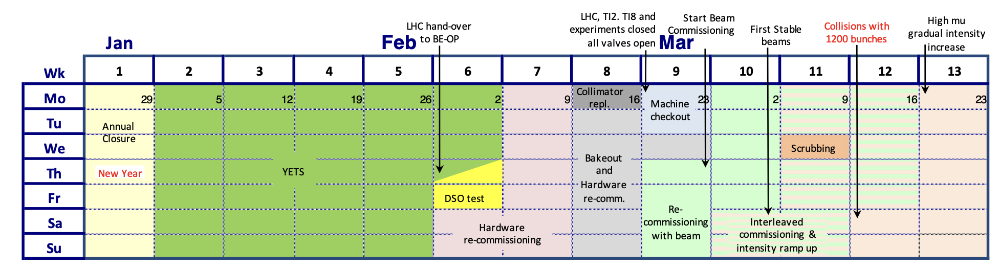 LHC hand-over
to BE-OP
LHC, TI2. TI8 and
experiments closed
all valves open
Start Beam
Commissioning
First Stable
beams
Collisions with
1200 bunches
High mu
gradual intensity
increase
Jan
Feb
Mar
Wk 1 2 3 4 5 6 7 8 9 10 11 12 13
Mo 29 5 12 19 26 2 9 16 23 2 9 16 23
Collimator
repl.
Machine
checkout
Tu
Annual
Closure
We
Scrubbing
Th
New Year
YETS
Bakeout
and
Hardware
re-comm.
Fr
DSO test
Re-
commissioning
with beam
Sa
Hardware
re-commissioning
Interleaved
commissioning &
intensity ramp up
Su